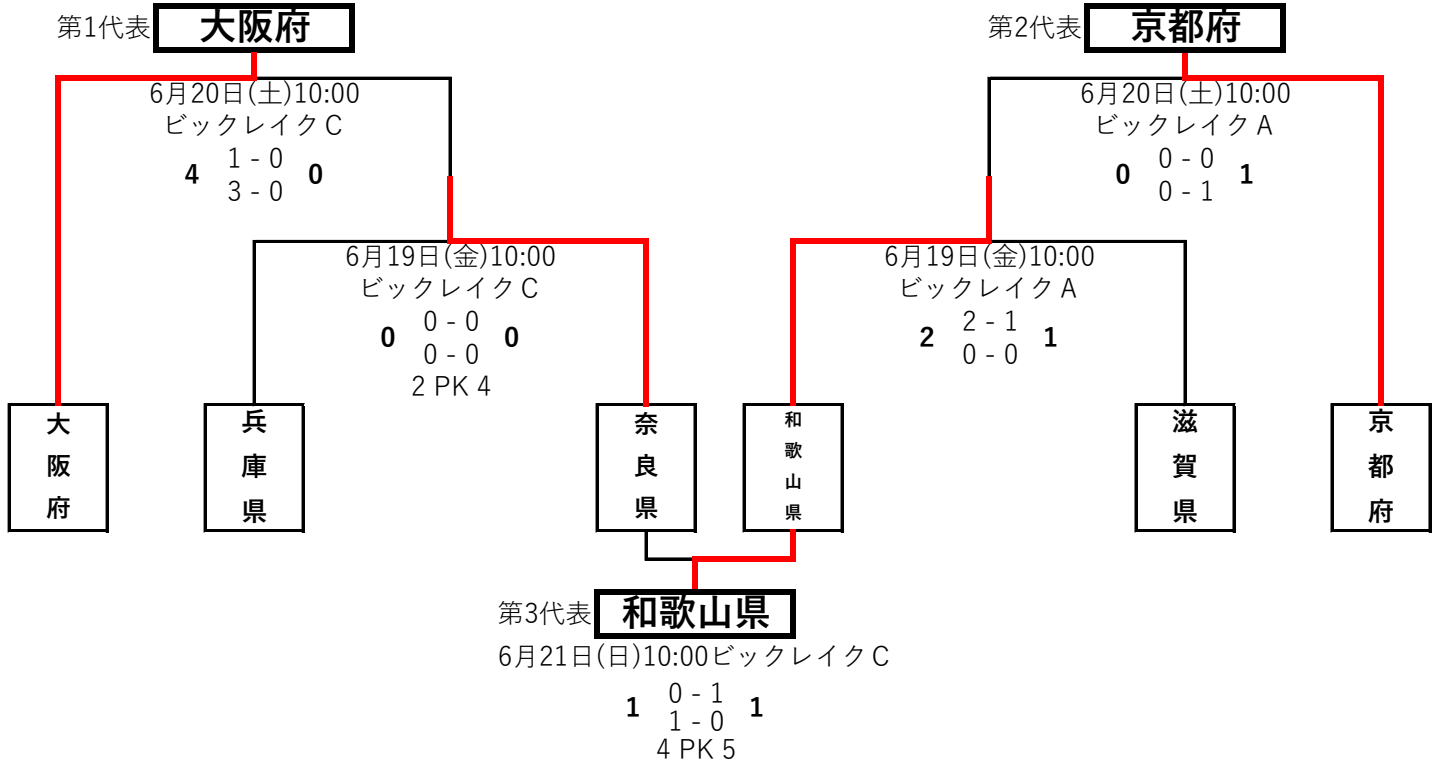 第1代表 大阪府
第2代表 京都府
6月20日(土)10:00
ビックレイクC
4 1 - 0 0
3 - 0
6月20日(土)10:00
ビックレイクA
0 0 - 0 1
0 - 1
6月19日(金)10:00
ビックレイクC
0 0 - 0 0
0 - 0
2 PK 4
6月19日(金)10:00
ビックレイクA
2 2 - 1 1
0 - 0
大阪府
兵庫県
奈良県
和歌山県
滋賀県
京都府
第3代表 和歌山県
6月21日(日)10:00ビックレイクC
1 0 - 1 1
1 - 0
4 PK 5